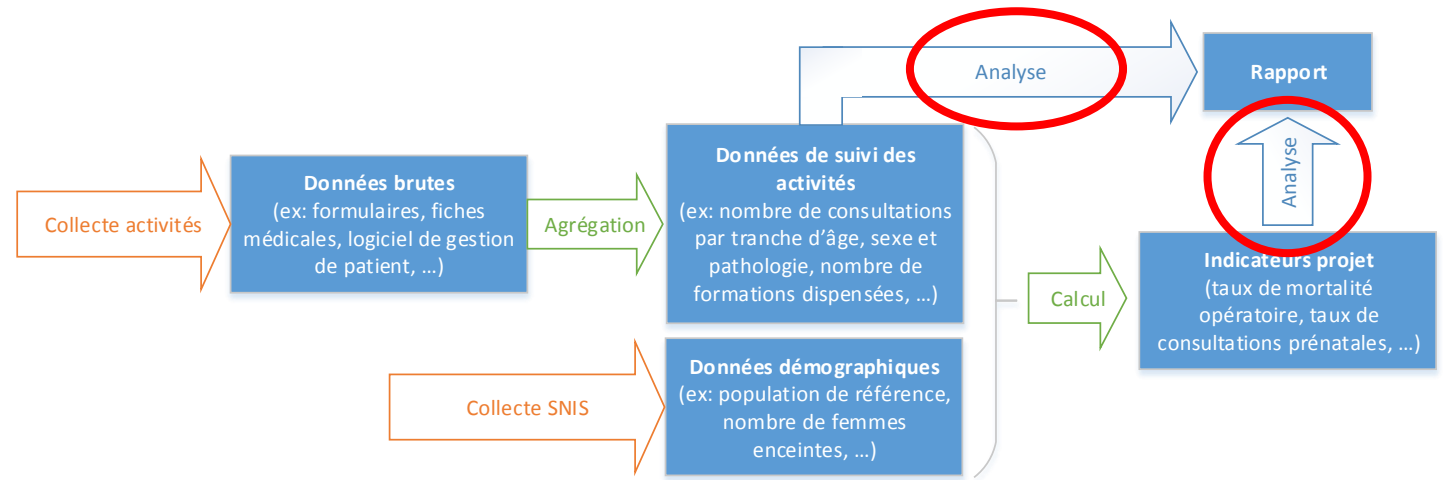 Analyse
Rapport
Analyse
Collecte activités
Données brutes
(ex: formulaires, fiches
médicales, logiciel de gestion
de patient, …)
Agrégation
Données de suivi des
activités
(ex: nombre de consultations
par tranche d’âge, sexe et
pathologie, nombre de
formations dispensées, …)
Calcul
Indicateurs projet
(taux de mortalité
opératoire, taux de
consultations prénatales, …)
Collecte SNIS
Données démographiques
(ex: population de référence,
nombre de femmes
enceintes, …)